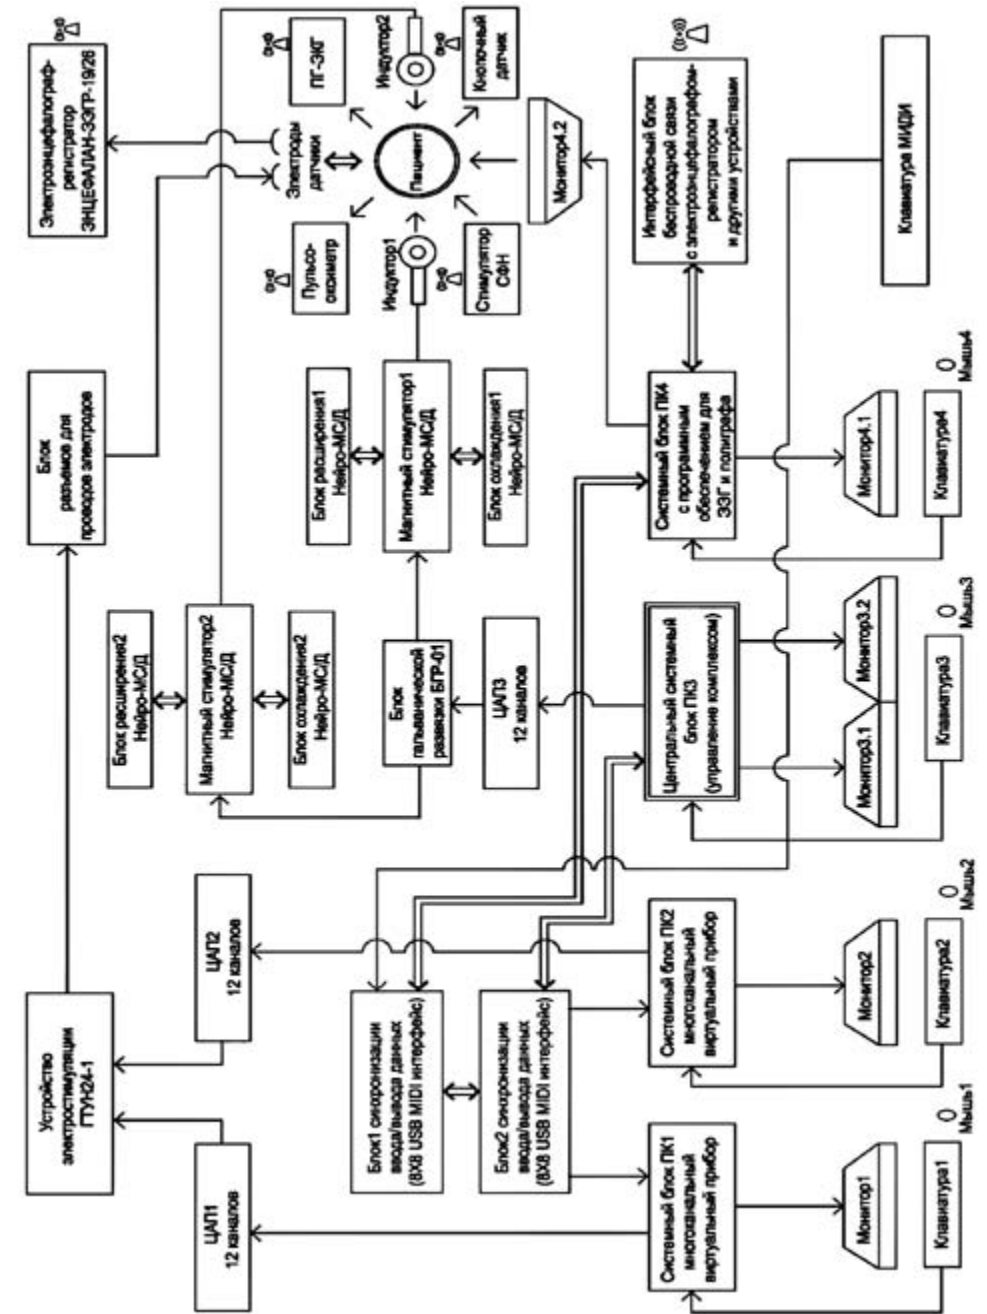 Устройство
электростимуляции
ГТУН24-1
Блок
разъемов для
проводов электродов
Электроэнцефалограф-
регистратор
ЭНЦЕФАЛАН-ЭЭГР-19/26
Блок расширения2
Нейро-МС/Д
Магнитный стимулятор2
Нейро-МС/Д
Блок охлаждения2
Нейро-МС/Д
ЦАП1
12 каналов
ЦАП2
12 каналов
Электроды
датчики
Пульсо-
оксиметр
ПГ-ЭКГ
Индуктор1
Пациент
Индуктор2
Стимулятор
СФН
Кнопочный
датчик
Блок расширения1
Нейро-МС/Д
Магнитный стимулятор1
Нейро-МС/Д
Блок охлаждения1
Нейро-МС/Д
Блок
гальванической
развязки БГР-01
ЦАП3
12 каналов
Монитор4.2
Блок1 синхронизации
ввода/вывода данных
(8X8 USB MIDI интерфейс)
Блок2 синхронизации
ввода/вывода данных
(8X8 USB MIDI интерфейс)
Системный блок ПК1
многоканальный
виртуальный прибор
Системный блок ПК2
многоканальный
виртуальный прибор
Центральный системный
блок ПК3
(управление комплексом)
Системный блок ПК4
с программным
обеспечением для
ЭЭГ и полиграфа
Интерфейсный блок
беспроводной связи
с электроэнцефалографом-
регистратором
и другими устройствами
Монитор1
Монитор2
Монитор3.1
Монитор3.2
Монитор4.1
Клавиатура МИДИ
Клавиатура1
Мышь1
Клавиатура2
Мышь2
Клавиатура3
Мышь3
Клавиатура4
Мышь4